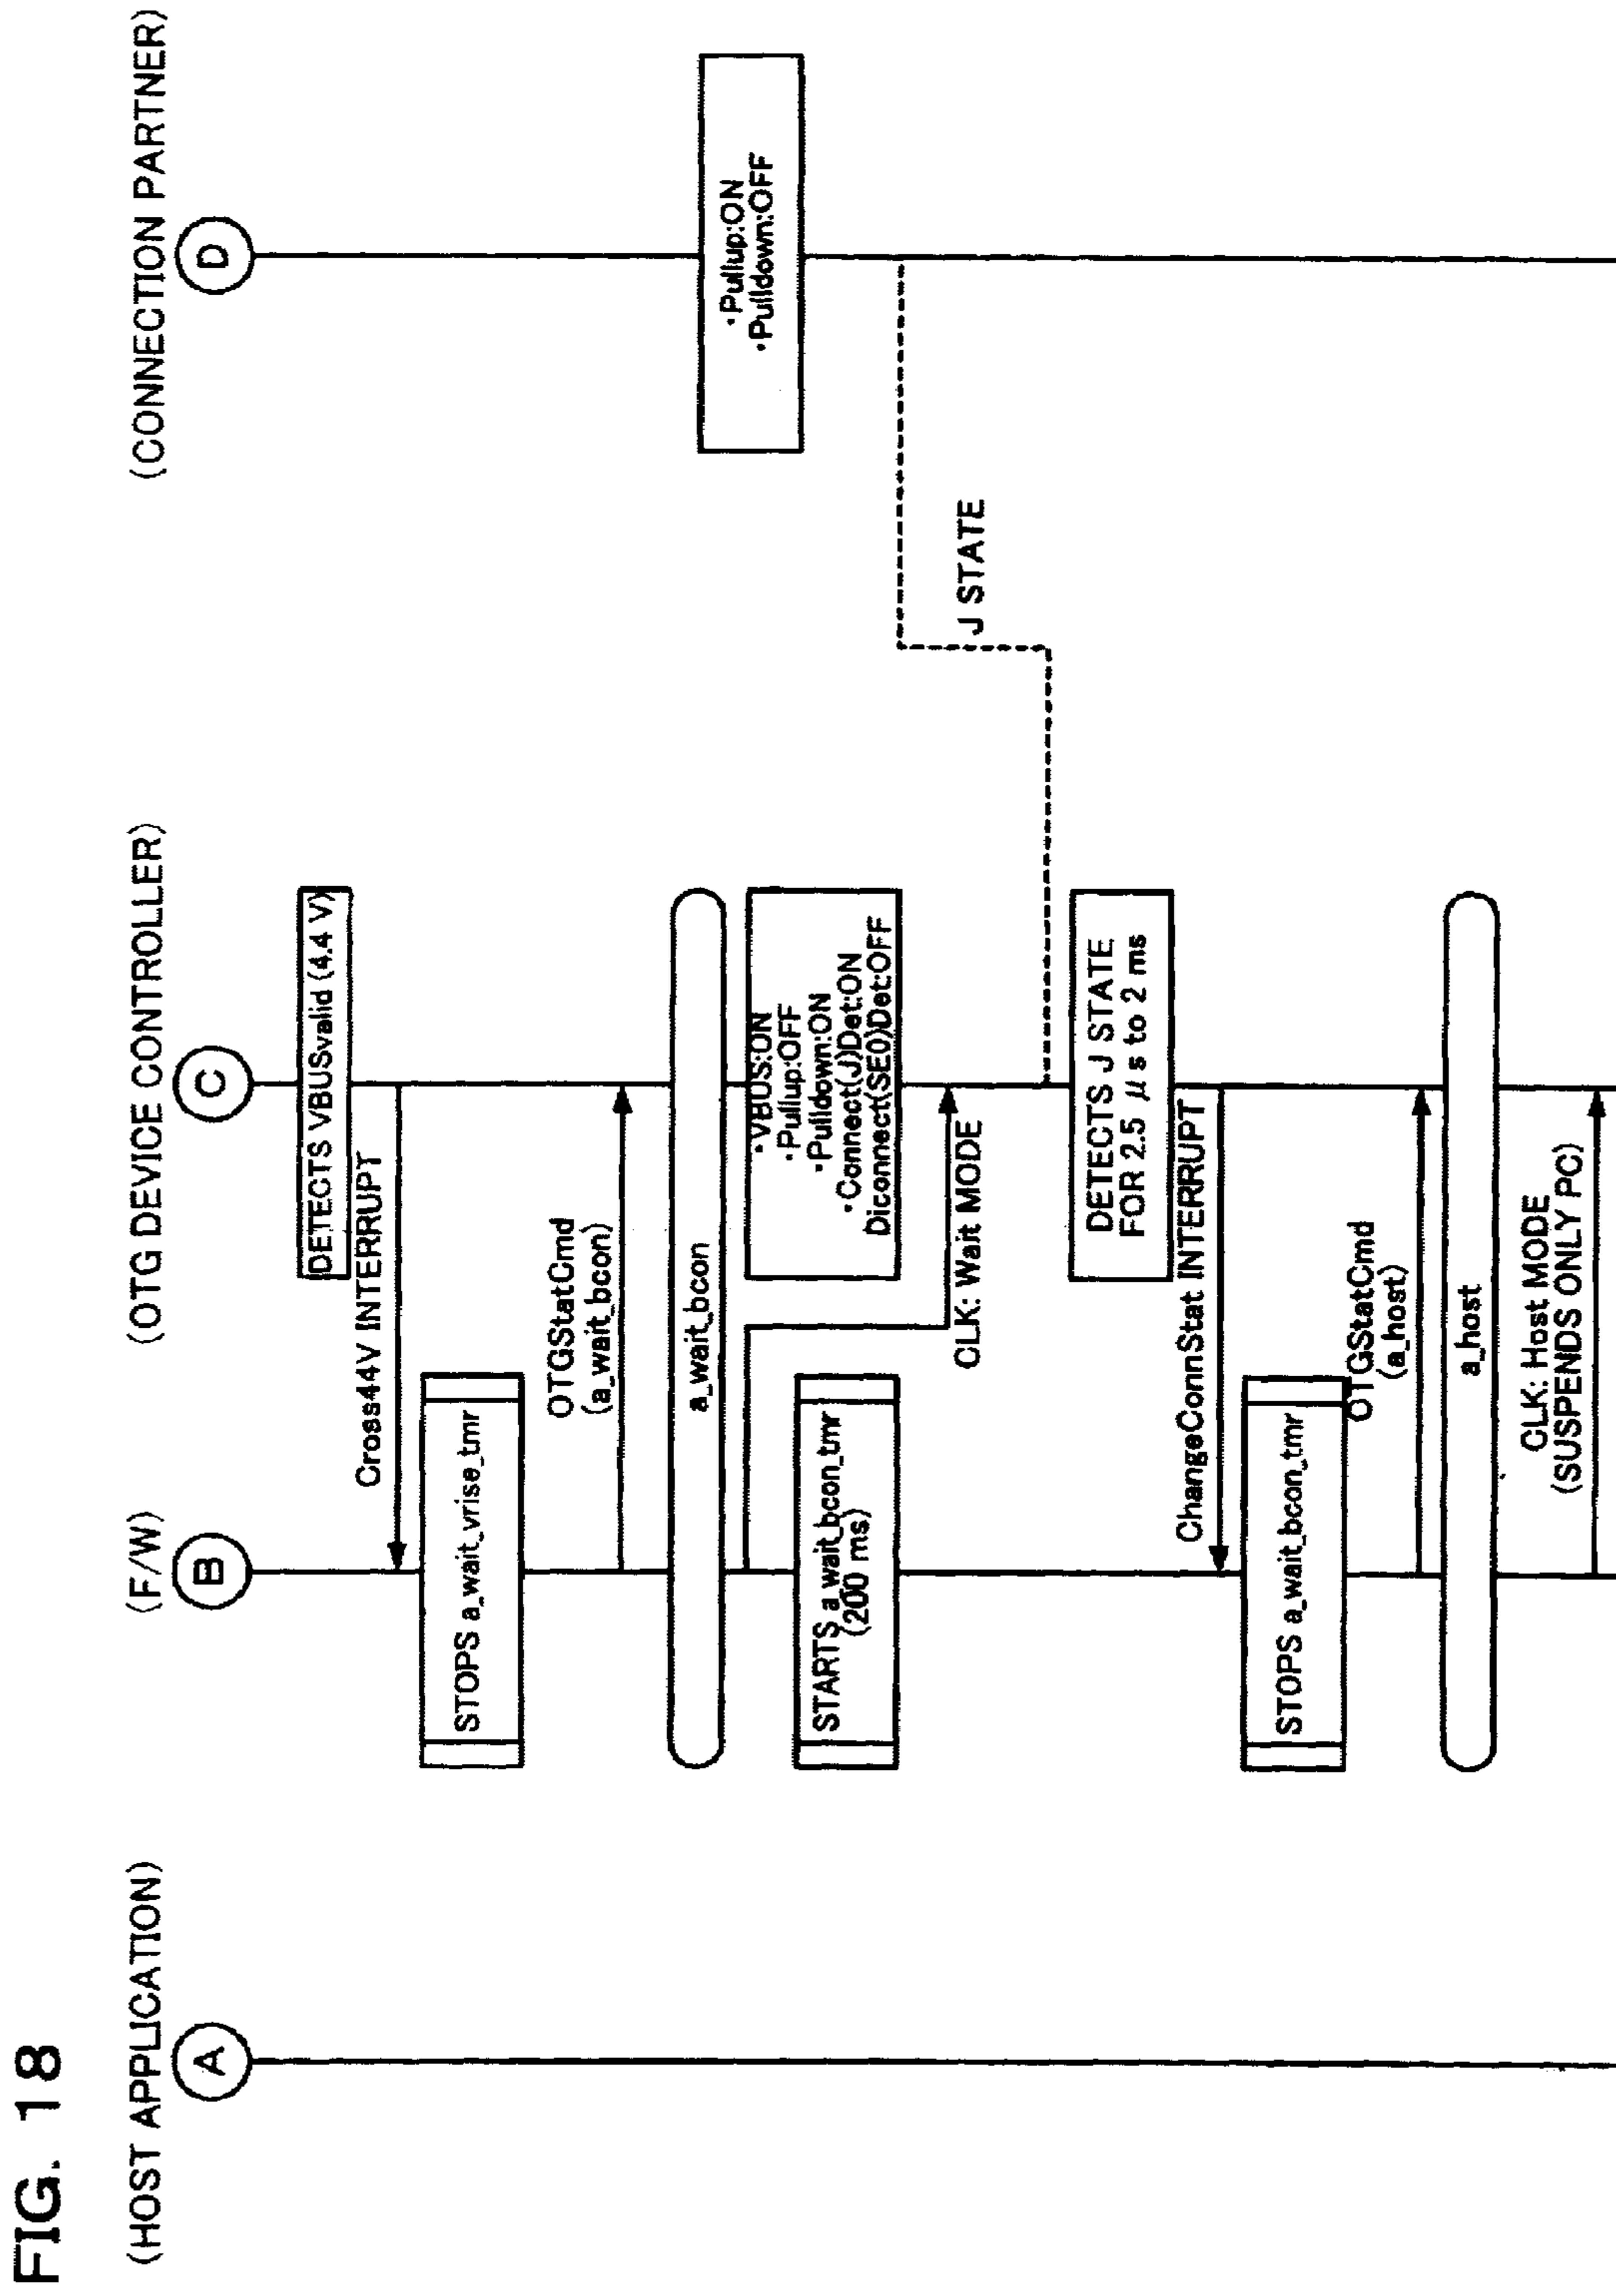 FIG. 18
(HOST APPLICATION)
(F/W)
(OTG DEVICE CONTROLLER)
(CONNECTION PARTNER)
A
B
C
D
DETECTS VBUSvalid (4.4 V)
Cross44V INTERRUPT
STOPS a_wait_vrise_tmr
OTGStatCmd
(a_wait_bcon)
a_wait_bcon
・VBUS:ON
・Pullup:OFF
・Pulldown:ON
・Connect(J)Det:ON
Diconnect(SE0)Det:OFF
・Pullup:ON
・Pulldown:OFF
STARTS a_wait_bcon_tmr
(200 ms)
CLK: Wait MODE
J STATE
DETECTS J STATE
FOR 2.5 μs to 2 ms
ChangeConnStat INTERRUPT
STOPS a_wait_bcon_tmr
OTGStatCmd
(a_host)
a_host
CLK: Host MODE
(SUSPENDS ONLY PC)